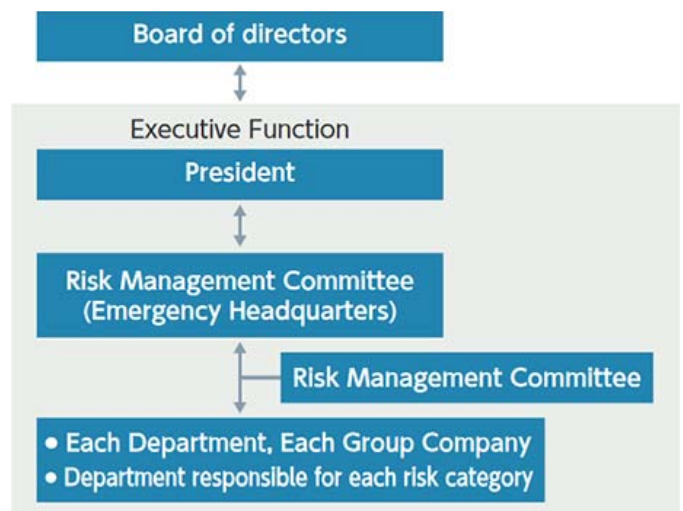 Board of directors
Executive Function
President
Risk Management Committee
(Emergency Headquarters)
Risk Management Committee
● Each Department, Each Group Company
● Department responsible for each risk category